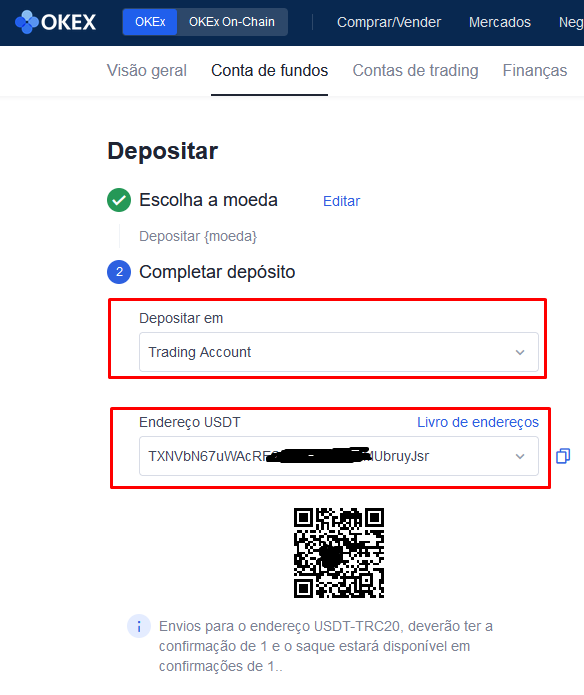 OKEX OKEx OKEx On-Chain Comprar/Vender Mercados Neg
Visão geral Conta de fundos Contas de trading Finanças
Depositar
Escolha a moeda Editar
Depositar {moeda}
2 Completar depósito
Depositar em
Trading Account
Endereço USDT Livro de endereços
TXNVbN67uWAcRF UbruyJsr
Envios para o endereço USDT-TRC20, deverão ter a
confirmação de 1 e o saque estará disponível em
confirmações de 1..